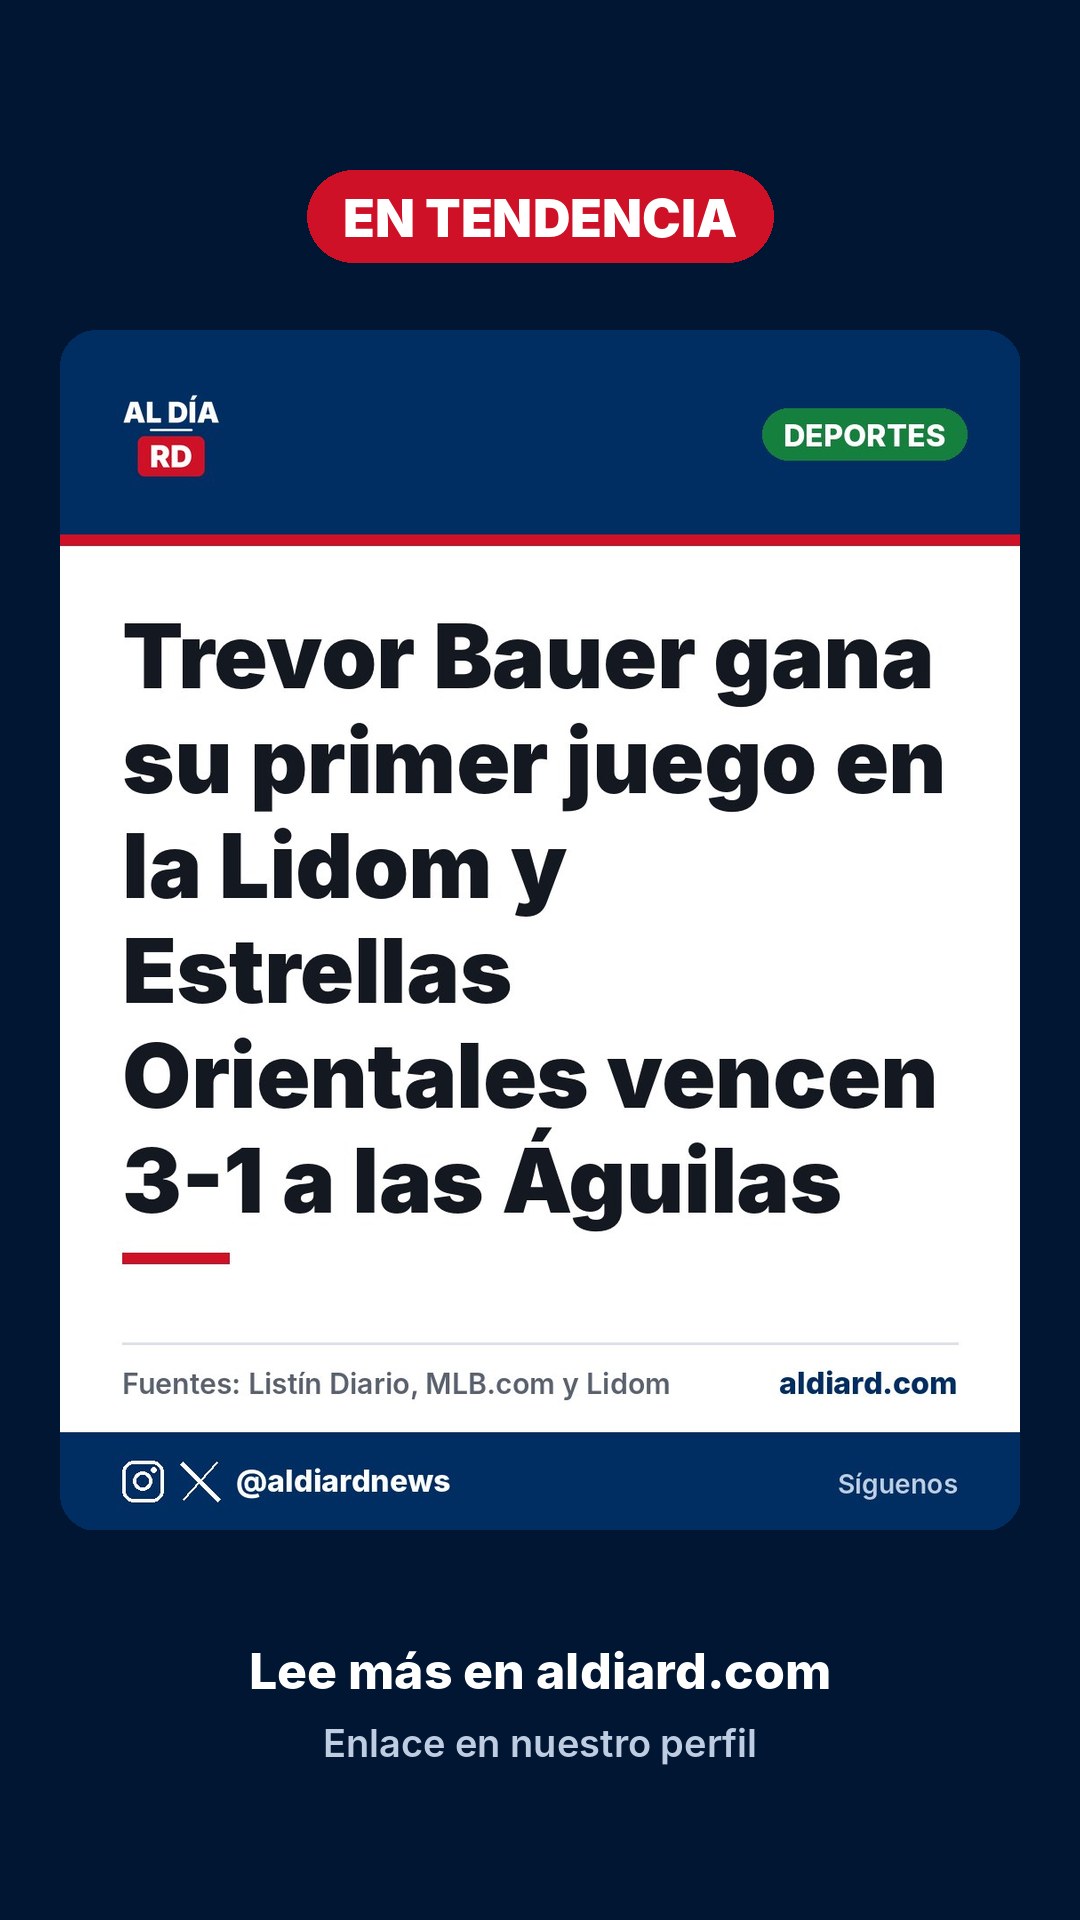 EN TENDENCIA
AL DÍA
RD
DEPORTES
Trevor Bauer gana
su primer juego en
la Lidom y
Estrellas
Orientales vencen
3-1 a las Águilas
Fuentes: Listín Diario, MLB.com y Lidom
aldiard.com
@aldiardnews
Síguenos
Lee más en aldiard.com
Enlace en nuestro perfil